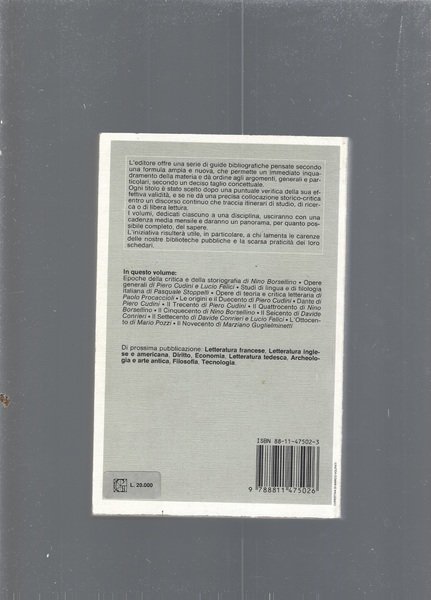 L'editore offre una serie di guide bibliografiche pensate secondo
una formula ampia e nuova, che permette un immediato inqua-
dramento della materia e dà ordine agli argomenti, generali e par-
ticolari, secondo un deciso taglio concettuale.
Ogni titolo è stato scelto dopo una puntuale verifica della sua ef-
fettiva validità, e se ne dà una precisa collocazione storico-critica
entro un discorso continuo che traccia itinerari di studio, di ricer-
ca o di libera lettura.
I volumi, dedicati ciascuno a una disciplina, usciranno con una
cadenza media mensile e daranno un panorama, per quanto pos-
sibile completo, del sapere.
L'iniziativa risulterà utile, in particolare, a chi lamenta le carenze
delle nostre biblioteche pubbliche e la scarsa praticità dei loro
schedari.
In questo volume:
Epoche della critica e della storiografia di Nino Borsellino • Opere
generali di Piero Cudini e Lucio Felici • Studi di lingua e di filologia
italiana di Pasquale Stoppelli • Opere di teoria e critica letteraria di
Paolo Procaccioli • Le origini e il Duecento di Piero Cudini • Dante di
Piero Cudini • Il Trecento di Piero Cudini • Il Quattrocento di Nino
Borsellino • Il Cinquecento di Nino Borsellino • Il Seicento di Davide
Conrieri • Il Settecento di Davide Conrieri e Lucio Felici • L'Ottocen-
to di Mario Pozzi • Il Novecento di Marziano Guglielminetti
Di prossima pubblicazione: Letteratura francese, Letteratura ingle-
se e americana, Diritto, Economia, Letteratura tedesca, Archeolo-
gia e arte antica, Filosofia, Tecnologia.
ISBN 88-11-47502-3
9 788811 475026
L. 20.000